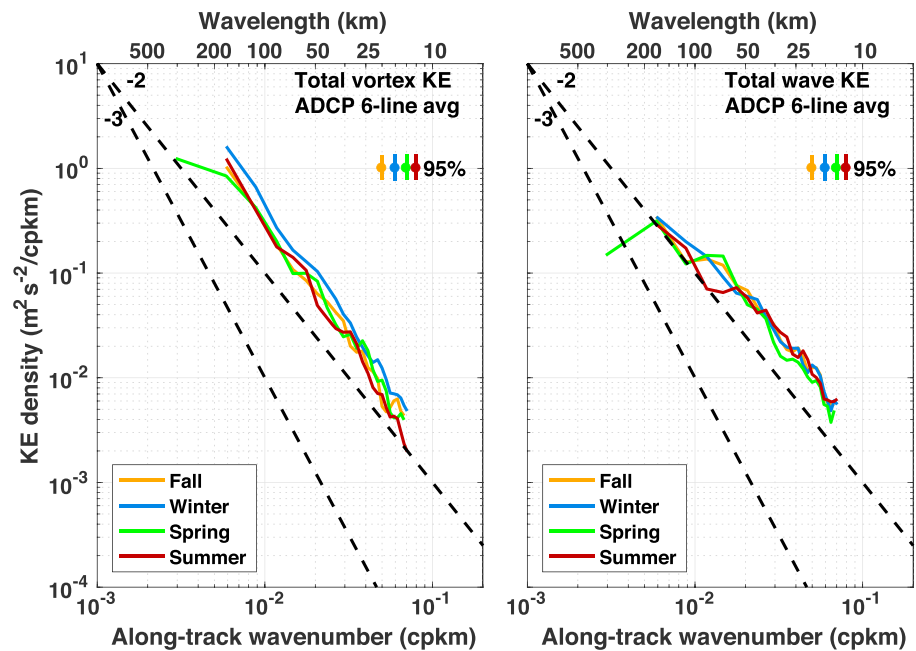 Wavelength (km)
500 200 100 50 25 10
Total vortex KE
ADCP 6-line avg
-2
-3
95%
KE density (m² s⁻²/cpkm)
10¹
10⁰
10⁻¹
10⁻²
10⁻³
10⁻⁴
Fall
Winter
Spring
Summer
10⁻³ 10⁻² 10⁻¹
Along-track wavenumber (cpkm)
Wavelength (km)
500 200 100 50 25 10
Total wave KE
ADCP 6-line avg
-2
-3
95%
Fall
Winter
Spring
Summer
10⁻³ 10⁻² 10⁻¹
Along-track wavenumber (cpkm)